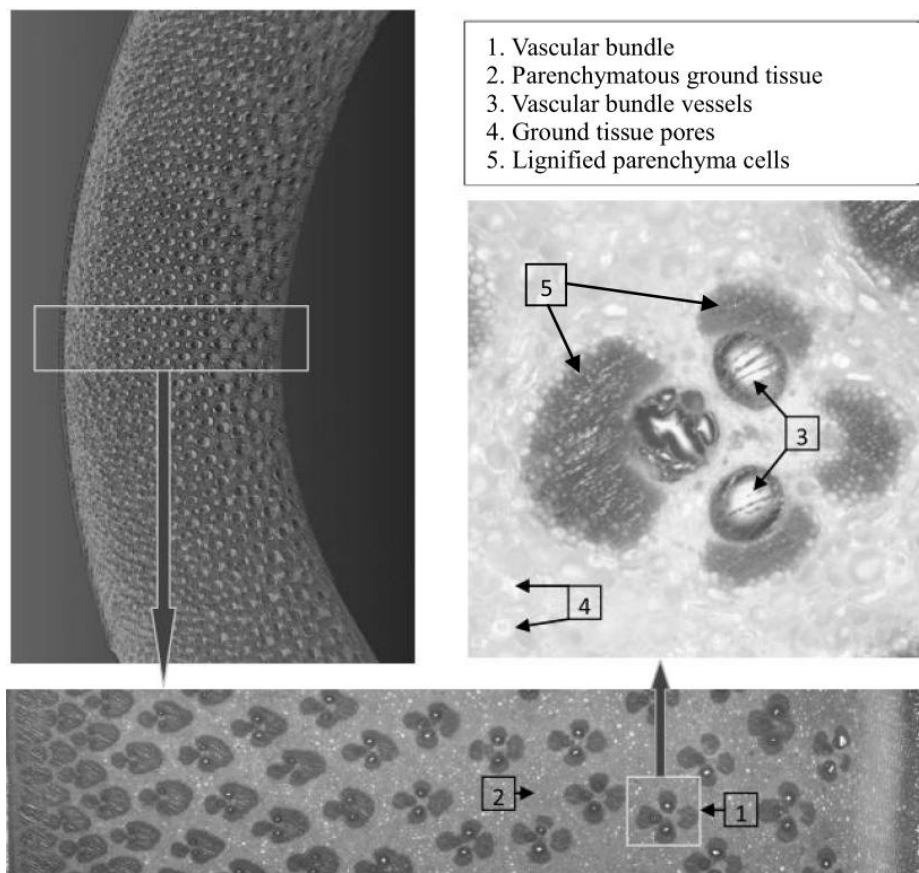 1. Vascular bundle
2. Parenchymatous ground tissue
3. Vascular bundle vessels
4. Ground tissue pores
5. Lignified parenchyma cells
5
3
4
2
1